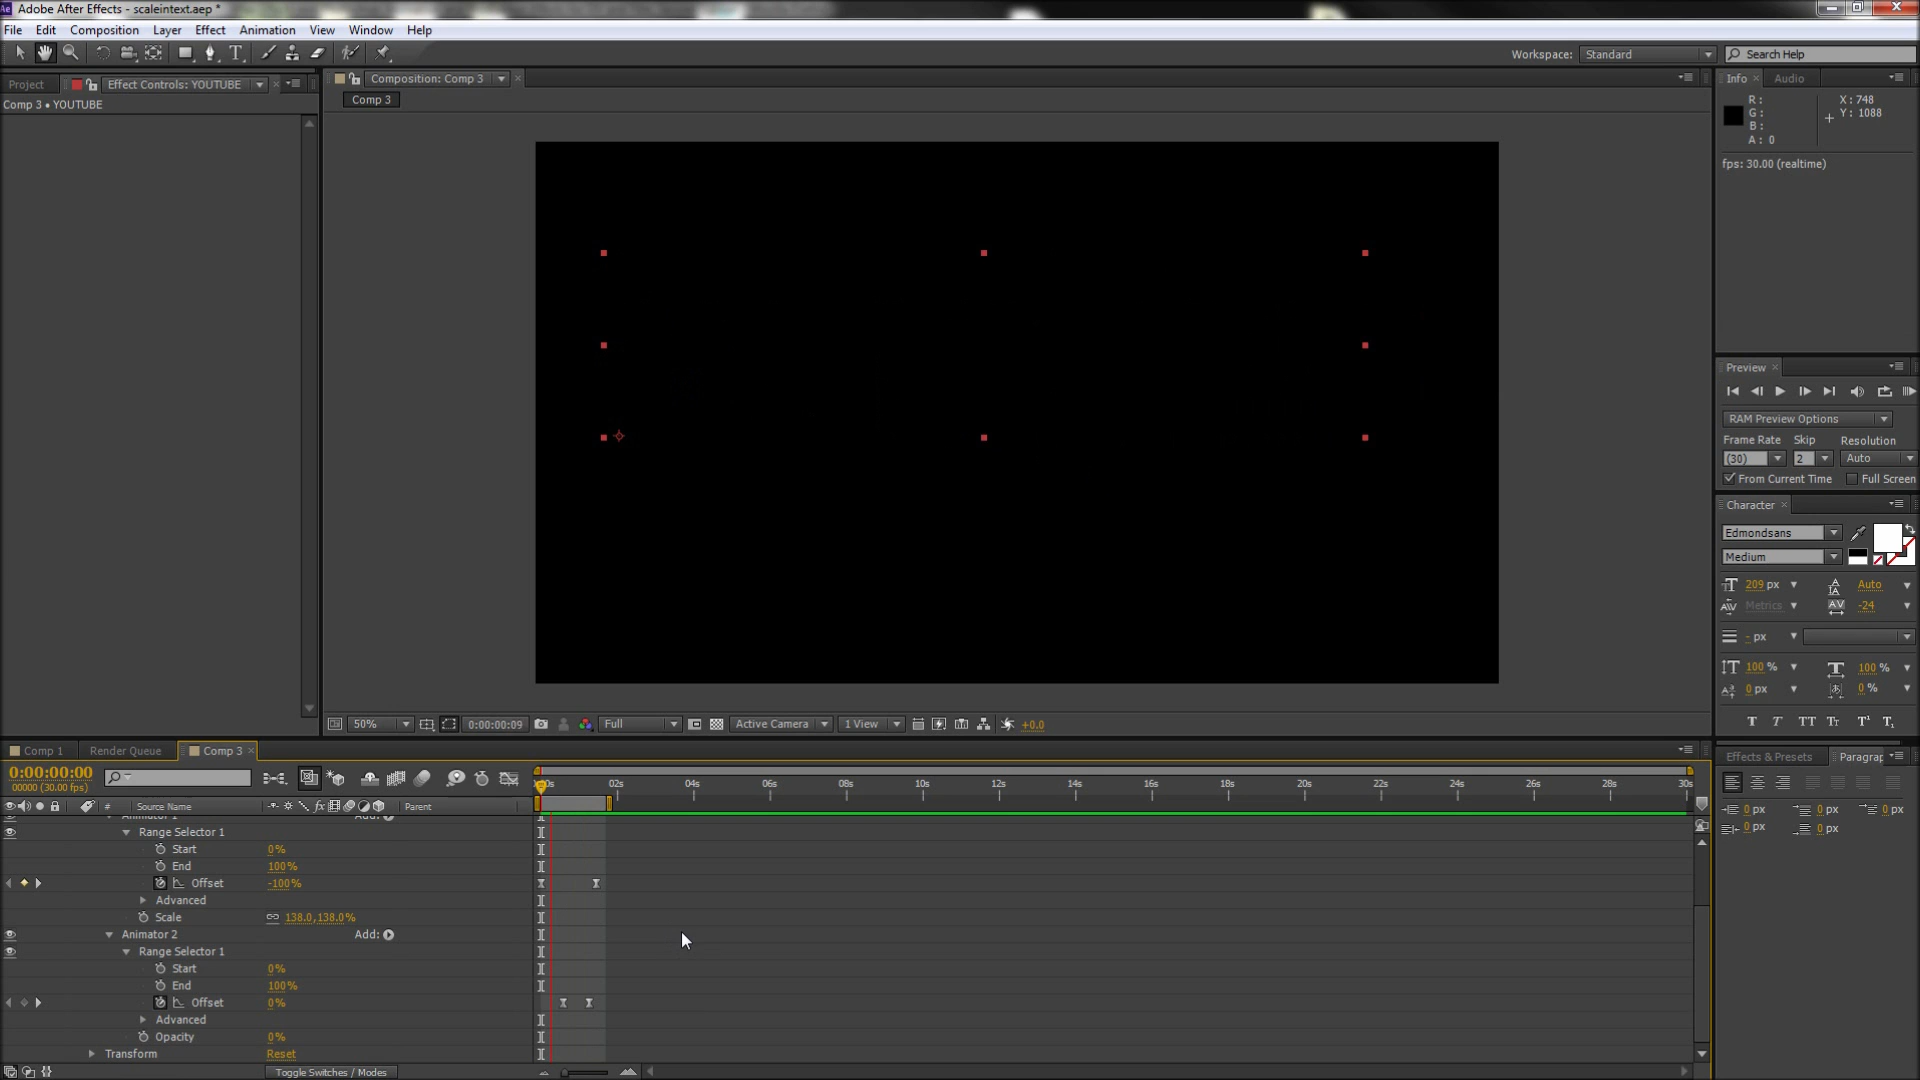 Adobe After Effects - scaleintext.aep *
File Edit Composition Layer Effect Animation View Window Help
Workspace: Standard Search Help
Project Effect Controls: YOUTUBE Composition: Comp 3 Info Audio
Comp 3 • YOUTUBE
Comp 3
R:
G:
B:
A: 0
X: 748
Y: 1088
fps: 30.00 (realtime)
Preview
RAM Preview Options
Frame Rate Skip Resolution
(30) 2 Auto
From Current Time Full Screen
Character
Edmondsans
Medium
209 px Auto
Metrics -24
- px
100 % 100 %
0 px 0 %
T T TT Tt T¹ T₁
50% 0:00:00:09 Full Active Camera 1 View +0.0
Comp 1 Render Queue Comp 3
0:00:00:00
00000 (30.00 fps)
02s 04s 06s 08s 10s 12s 14s 16s 18s 20s 22s 24s 26s 28s 30s
# Source Name Parent
Range Selector 1
Start 0%
End 100%
Offset -100%
Advanced
Scale 138.0,138.0%
Animator 2 Add:
Range Selector 1
Start 0%
End 100%
Offset 0%
Advanced
Opacity 0%
Transform Reset
Toggle Switches / Modes
Effects & Presets Paragrap
0 px 0 px 0 px
0 px 0 px